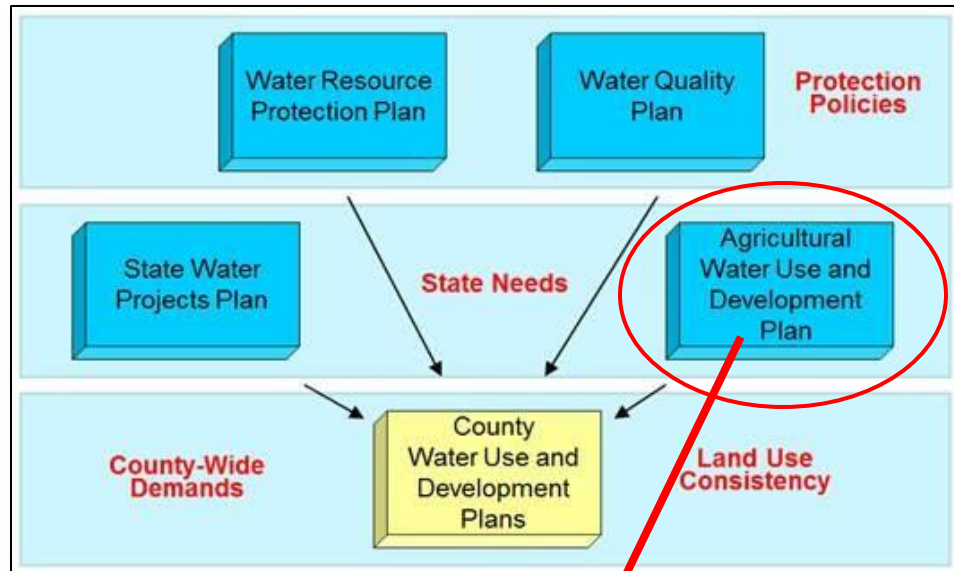 Water Resource
Protection Plan
Water Quality
Plan
Protection
Policies
State Water
Projects Plan
State Needs
Agricultural
Water Use and
Development
Plan
County-Wide
Demands
County
Water Use and
Development
Plans
Land Use
Consistency